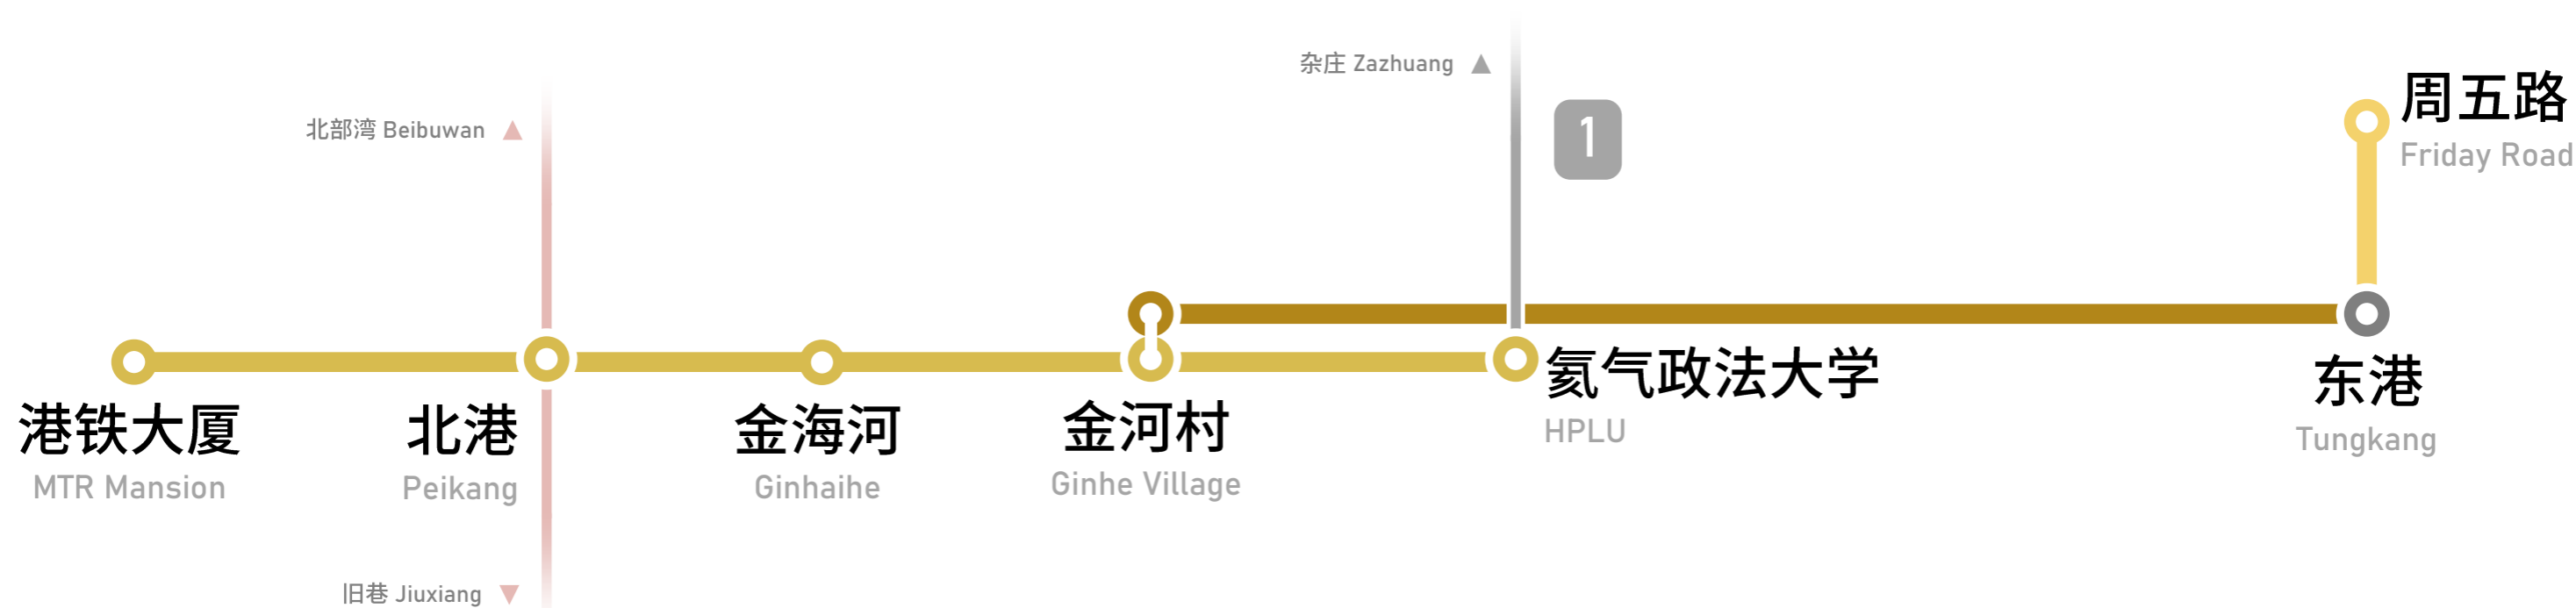 杂庄 Zazhuang
1
周五路
Friday Road
北部湾 Beibuwan
港铁大厦
MTR Mansion
北港
Peikang
金海河
Ginhaihe
金河村
Ginhe Village
氦气政法大学
HPLU
东港
Tungkang
旧巷 Jiuxiang